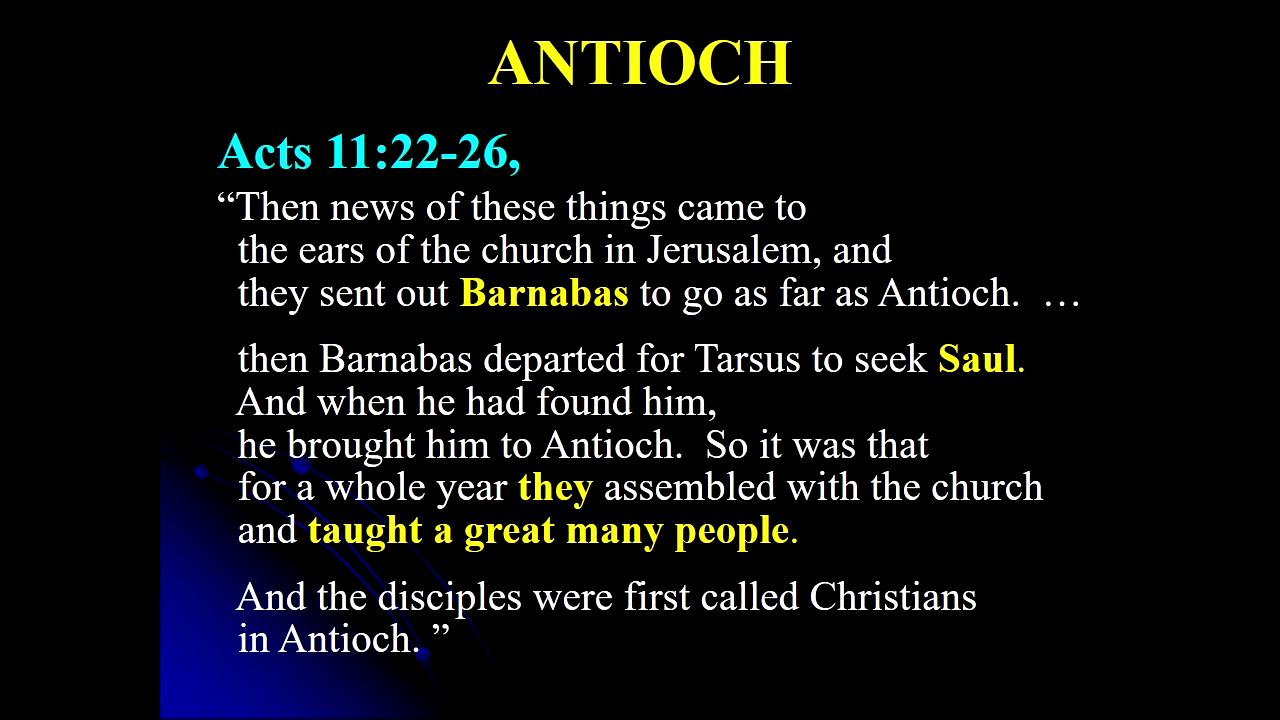 ANTIOCH
Acts 11:22-26,
“Then news of these things came to
the ears of the church in Jerusalem, and
they sent out Barnabas to go as far as Antioch.  …
then Barnabas departed for Tarsus to seek Saul.
And when he had found him,
he brought him to Antioch.  So it was that
for a whole year they assembled with the church
and taught a great many people.
And the disciples were first called Christians
in Antioch. ”